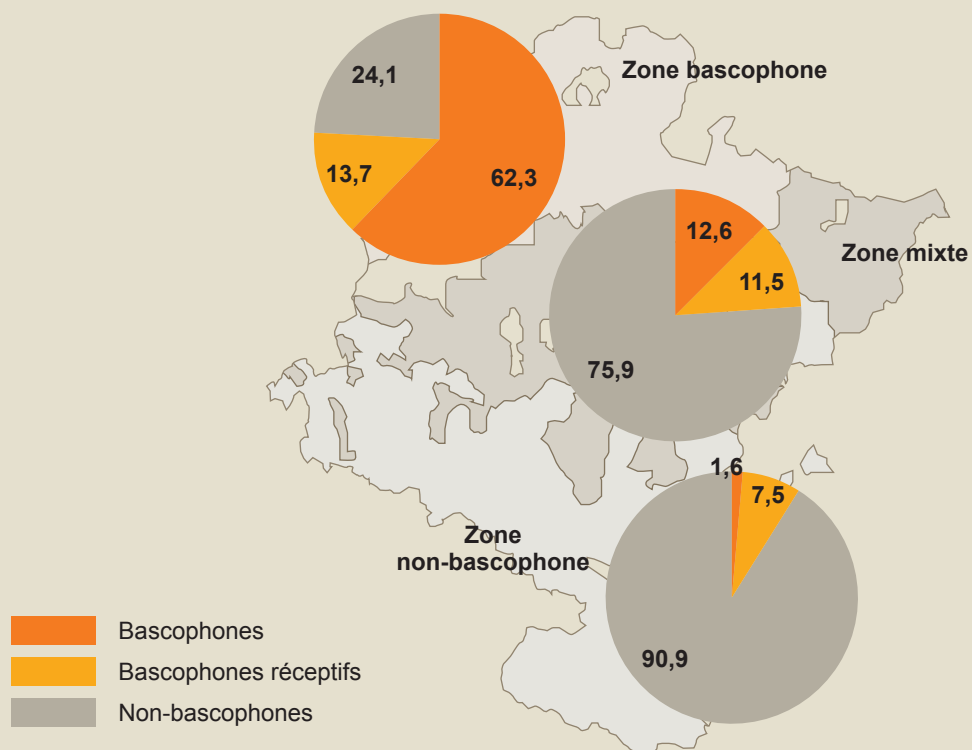 24,1
13,7
62,3
Zone bascophone
12,6
11,5
75,9
Zone mixte
1,6
7,5
90,9
Zone
non-bascophone
Bascophones
Bascophones réceptifs
Non-bascophones